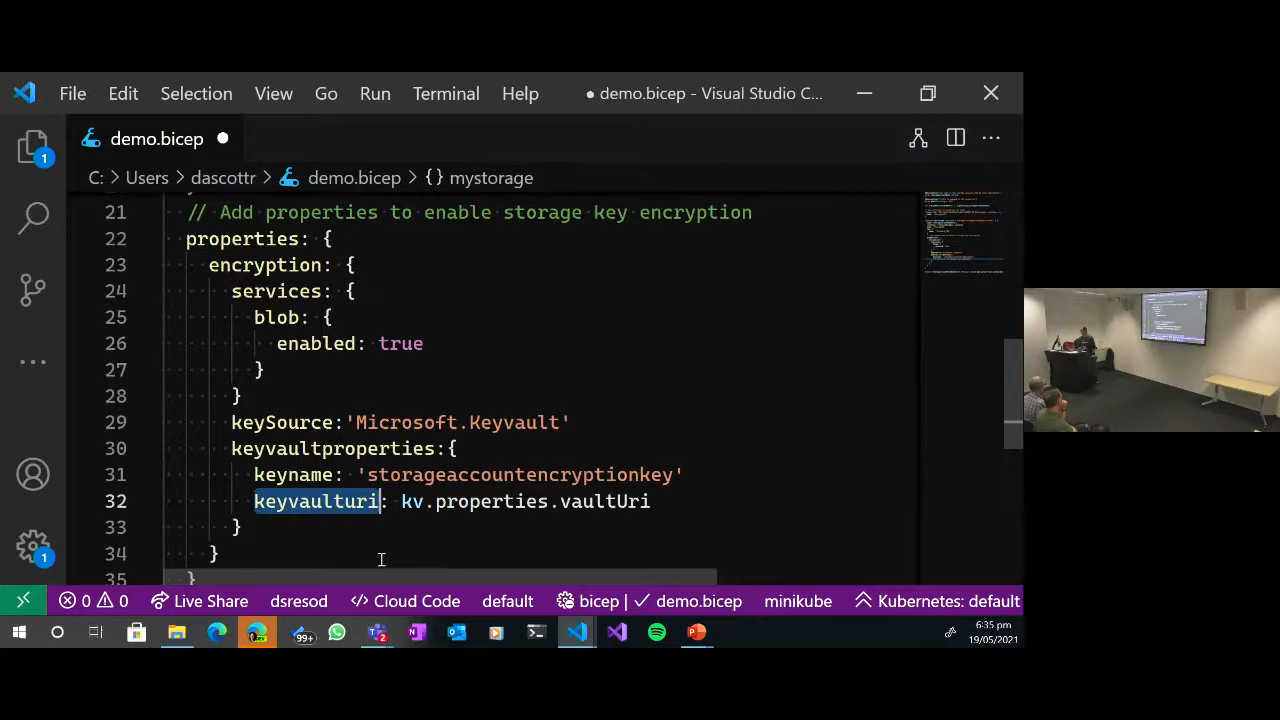 File Edit Selection View Go Run Terminal Help ● demo.bicep - Visual Studio C...
demo.bicep ●
C: > Users > dascottr > demo.bicep > {} mystorage
1
21 // Add properties to enable storage key encryption
22 properties: {
23 encryption: {
24 services: {
25 blob: {
26 enabled: true
27 }
28 }
29 keySource:'Microsoft.Keyvault'
30 keyvaultproperties:{
31 keyname: 'storageaccountencryptionkey'
32 keyvaulturi: kv.properties.vaultUri
33 }
34 }
35 }
1
0 0 Live Share dsresod Cloud Code default bicep | ✓ demo.bicep minikube Kubernetes: default
99+ 2 6:35 pm
19/05/2021